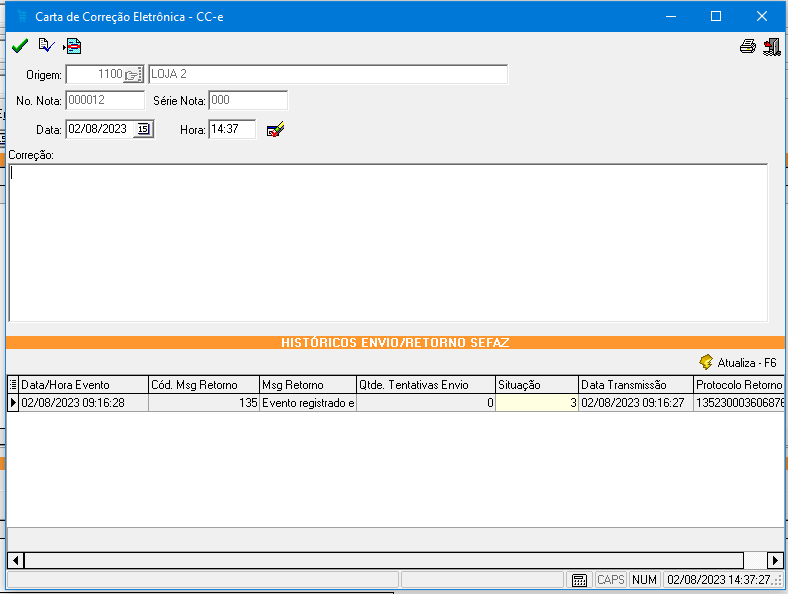 Carta de Correção Eletrônica - CC-e
Origem: 1100 LOJA 2
No. Nota: 000012 Série Nota: 000
Data: 02/08/2023 15 Hora: 14:37
Correção:
HISTÓRICOS ENVIO/RETORNO SEFAZ
Atualiza - F6
Data/Hora Evento Cód. Msg Retorno Msg Retorno Qtde. Tentativas Envio Situação Data Transmissão Protocolo Retorno
02/08/2023 09:16:28 135 Evento registrado e 0 3 02/08/2023 09:16:27 135230003606876
CAPS NUM 02/08/2023 14:37:27